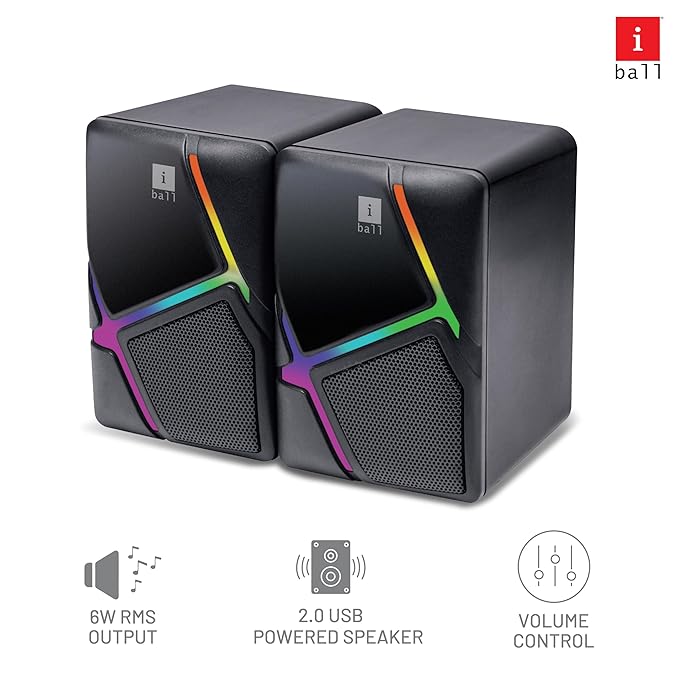 i
ball
i
ball
i
ball
6W RMS
OUTPUT
2.0 USB
POWERED SPEAKER
VOLUME
CONTROL